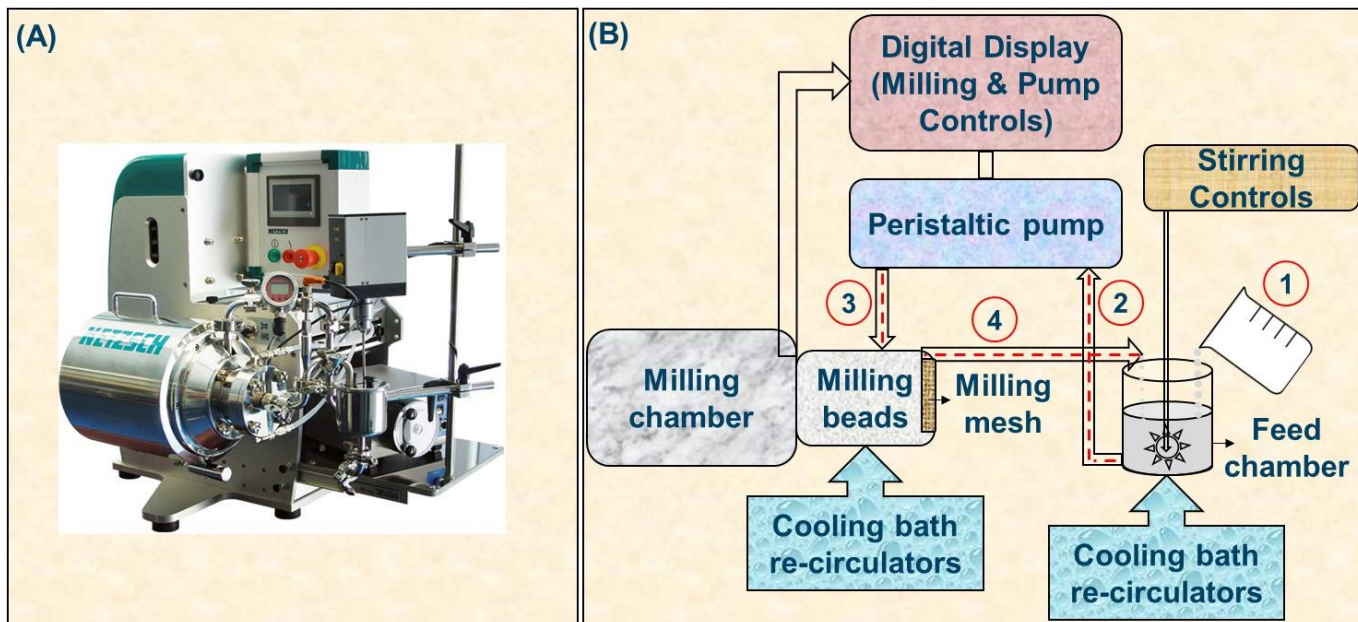 (A)
NETZSCH
NETZSCH
(B)
Digital Display
(Milling & Pump
Controls)
Stirring
Controls
Peristaltic pump
1
2
3
4
Milling
chamber
Milling
beads
Milling
mesh
Feed
chamber
Cooling bath
re-circulators
Cooling bath
re-circulators